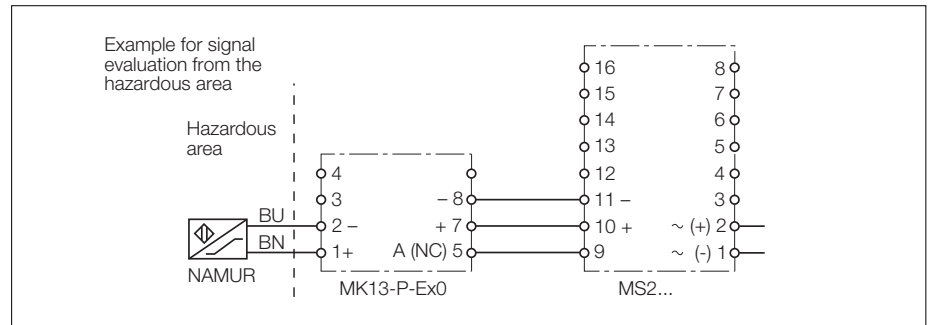 Example for signal
evaluation from the
hazardous area
Hazardous
area
16 8
15 7
14 6
13 5
4 12 4
3 – 8 11 – 3
BU 2 – + 7 10 + ~ (+) 2
BN 1+ A (NC) 5 9 ~ (-) 1
NAMUR
MK13-P-Ex0 MS2...